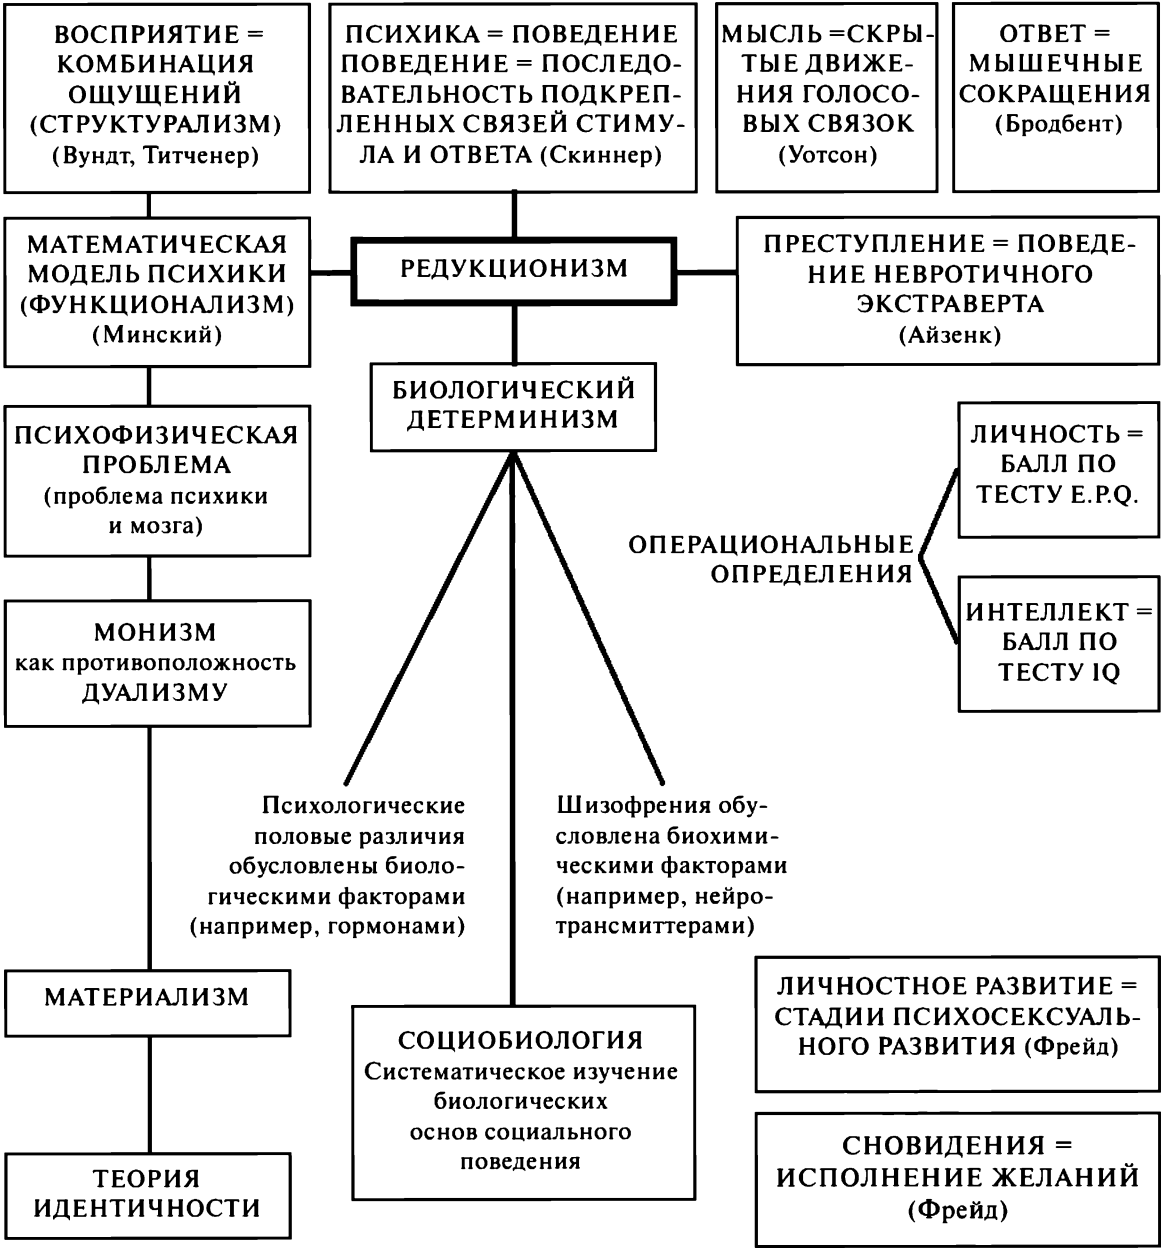 ВОСПРИЯТИЕ =
КОМБИНАЦИЯ
ОЩУЩЕНИЙ
(СТРУКТУРАЛИЗМ)
(Вундт, Титченер)
ПСИХИКА = ПОВЕДЕНИЕ
ПОВЕДЕНИЕ = ПОСЛЕДО-
ВАТЕЛЬНОСТЬ ПОДКРЕП-
ЛЕННЫХ СВЯЗЕЙ СТИМУ-
ЛА И ОТВЕТА (Скиннер)
МЫСЛЬ =СКРЫ-
ТЫЕ ДВИЖЕ-
НИЯ ГОЛОСО-
ВЫХ СВЯЗОК
(Уотсон)
ОТВЕТ =
МЫШЕЧНЫЕ
СОКРАЩЕНИЯ
(Бродбент)
МАТЕМАТИЧЕСКАЯ
МОДЕЛЬ ПСИХИКИ
(ФУНКЦИОНАЛИЗМ)
(Минский)
РЕДУКЦИОНИЗМ
ПРЕСТУПЛЕНИЕ = ПОВЕДЕ-
НИЕ НЕВРОТИЧНОГО
ЭКСТРАВЕРТА
(Айзенк)
БИОЛОГИЧЕСКИЙ
ДЕТЕРМИНИЗМ
ПСИХОФИЗИЧЕСКАЯ
ПРОБЛЕМА
(проблема психики
и мозга)
ОПЕРАЦИОНАЛЬНЫЕ
ОПРЕДЕЛЕНИЯ
ЛИЧНОСТЬ =
БАЛЛ ПО
ТЕСТУ E.P.Q.
ИНТЕЛЛЕКТ =
БАЛЛ ПО
ТЕСТУ IQ
МОНИЗМ
как противоположность
ДУАЛИЗМУ
Психологические
половые различия
обусловлены биоло-
гическими факторами
(например, гормонами)
Шизофрения обу-
словлена биохими-
ческими факторами
(например, нейро-
трансмиттерами)
МАТЕРИАЛИЗМ
СОЦИОБИОЛОГИЯ
Систематическое изучение
биологических
основ социального
поведения
ЛИЧНОСТНОЕ РАЗВИТИЕ =
СТАДИИ ПСИХОСЕКСУАЛЬ-
НОГО РАЗВИТИЯ (Фрейд)
ТЕОРИЯ
ИДЕНТИЧНОСТИ
СНОВИДЕНИЯ =
ИСПОЛНЕНИЕ ЖЕЛАНИЙ
(Фрейд)